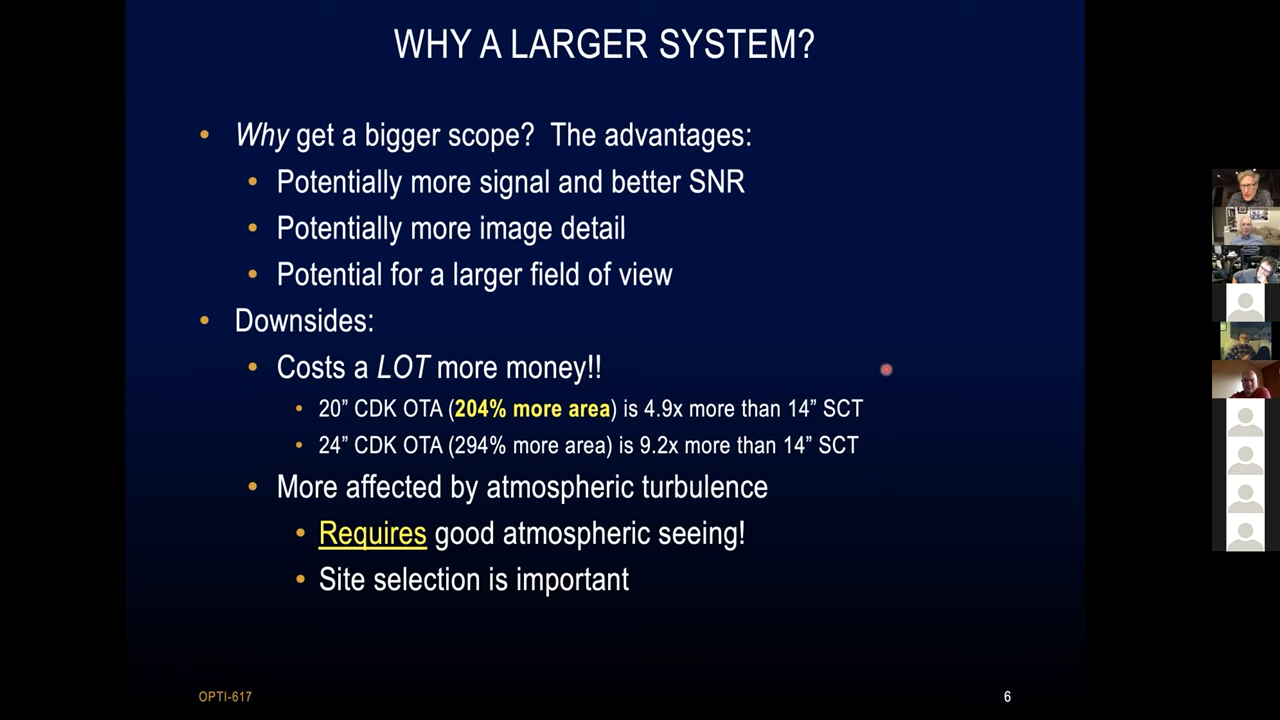 WHY A LARGER SYSTEM?
• Why get a bigger scope? The advantages:
• Potentially more signal and better SNR
• Potentially more image detail
• Potential for a larger field of view
• Downsides:
• Costs a LOT more money!!
• 20” CDK OTA (204% more area) is 4.9x more than 14” SCT
• 24” CDK OTA (294% more area) is 9.2x more than 14” SCT
• More affected by atmospheric turbulence
• Requires good atmospheric seeing!
• Site selection is important
OPTI-617
6